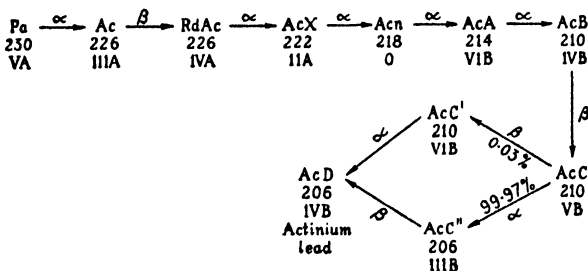 α β α α α α
Pa Ac RdAc AcX Acn AcA AcB
230 226 226 222 218 214 210
VA IIIA IVA IIA 0 VIB IVB
β
AcC'
210
VIB
α
β
0·03%
AcD
206
IVB
Actinium
lead
AcC
210
VB
99·97%
α
β
AcC"
206
IIIB